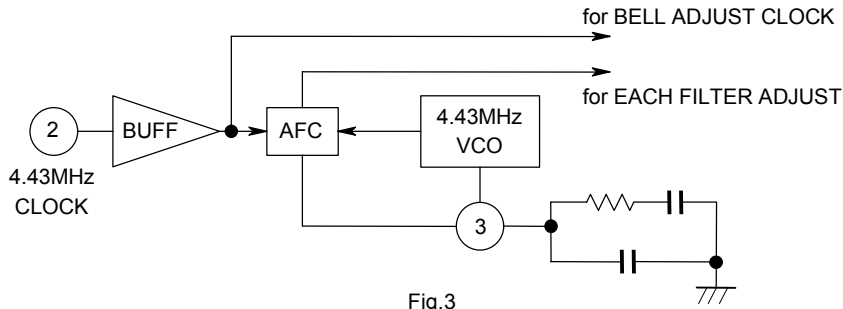 for BELL ADJUST CLOCK
for EACH FILTER ADJUST
2
BUFF
AFC
4.43MHz
VCO
4.43MHz
CLOCK
3
Fig.3